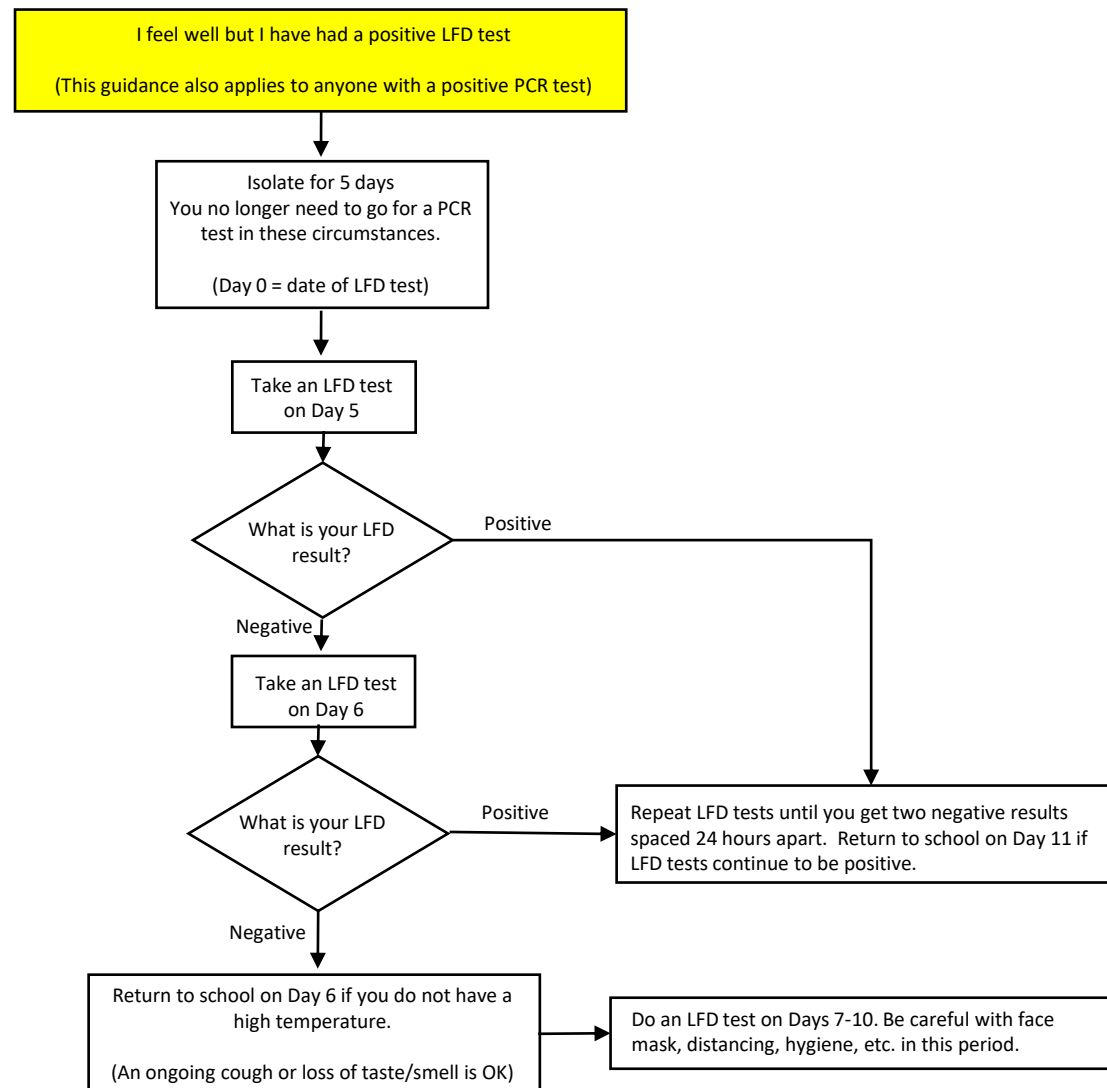 I feel well but I have had a positive LFD test
(This guidance also applies to anyone with a positive PCR test)
Isolate for 5 days
You no longer need to go for a PCR
test in these circumstances.
(Day 0 = date of LFD test)
Take an LFD test
on Day 5
What is your LFD
result?
Positive
Negative
Take an LFD test
on Day 6
What is your LFD
result?
Positive
Repeat LFD tests until you get two negative results
spaced 24 hours apart.  Return to school on Day 11 if
LFD tests continue to be positive.
Negative
Return to school on Day 6 if you do not have a
high temperature.
(An ongoing cough or loss of taste/smell is OK)
Do an LFD test on Days 7-10. Be careful with face
mask, distancing, hygiene, etc. in this period.